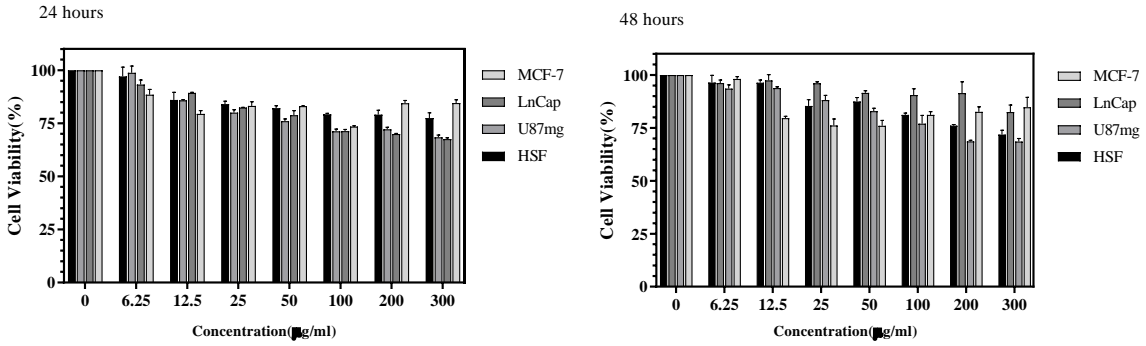 24 hours
100
75
50
25
0
Cell Viability(%)
0 6.25 12.5 25 50 100 200 300
Concentration(μg/ml)
MCF-7
LnCap
U87mg
HSF
48 hours
100
75
50
25
0
Cell Viability(%)
0 6.25 12.5 25 50 100 200 300
Concentration(μg/ml)
MCF-7
LnCap
U87mg
HSF